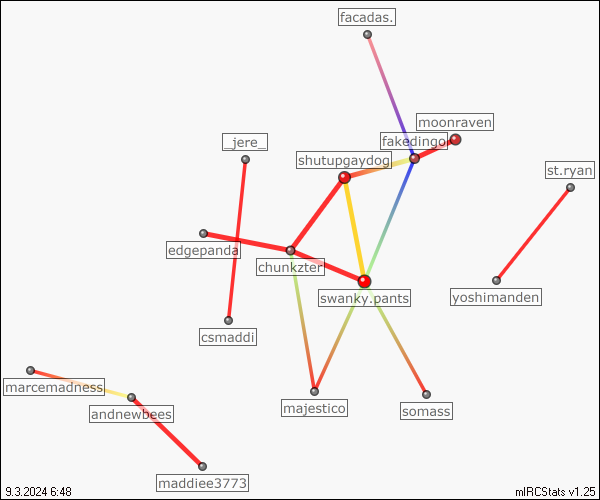 facadas.
moonraven
fakedingo
_jere_
shutupgaydog
st.ryan
edgepanda
chunkzter
swanky.pants
yoshimanden
csmaddi
marcemadness
majestico
somass
andnewbees
maddiee3773
9.3.2024 6:48
mIRCStats v1.25